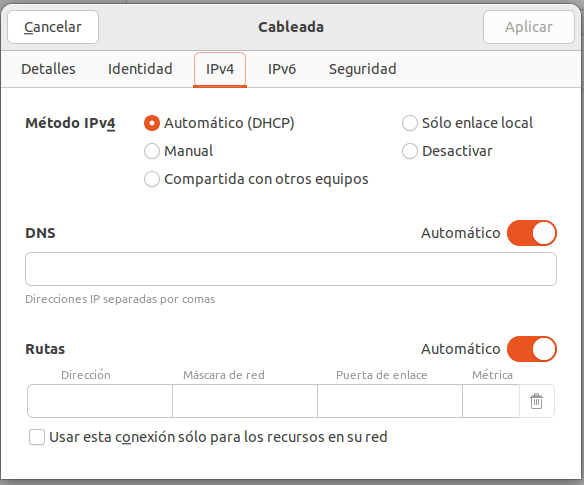 Cancelar Cableada Aplicar
Detalles Identidad IPv4 IPv6 Seguridad
Método IPv4 Automático (DHCP) Sólo enlace local
Manual Desactivar
Compartida con otros equipos
DNS Automático
Direcciones IP separadas por comas
Rutas Automático
Dirección Máscara de red Puerta de enlace Métrica
Usar esta conexión sólo para los recursos en su red